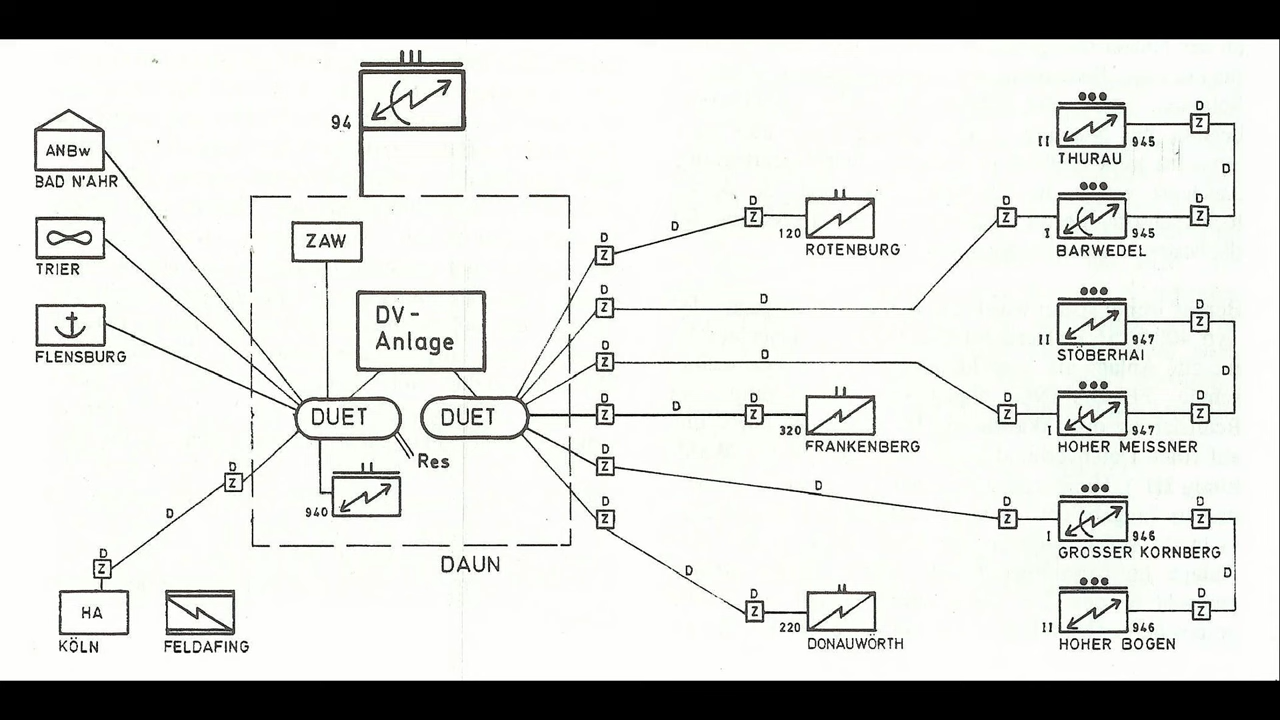 94
ANBw
BAD N'AHR
TRIER
FLENSBURG
ZAW
DV-
Anlage
DUET
DUET
Res
940
DAUN
D
Z
D
D
Z
HA
KÖLN
FELDAFING
D
Z
D
D
Z
120
ROTENBURG
D
Z
D
D
Z
I
945
BARWEDEL
D
Z
D
II
945
THURAU
D
Z
D
Z
D
D
Z
I
947
HOHER MEISSNER
D
Z
D
II
947
STÖBERHAI
D
Z
D
Z
D
D
Z
320
FRANKENBERG
D
Z
D
D
Z
I
946
GROSSER KORNBERG
D
Z
D
II
946
HOHER BOGEN
D
Z
D
Z
D
D
Z
220
DONAUWÖRTH